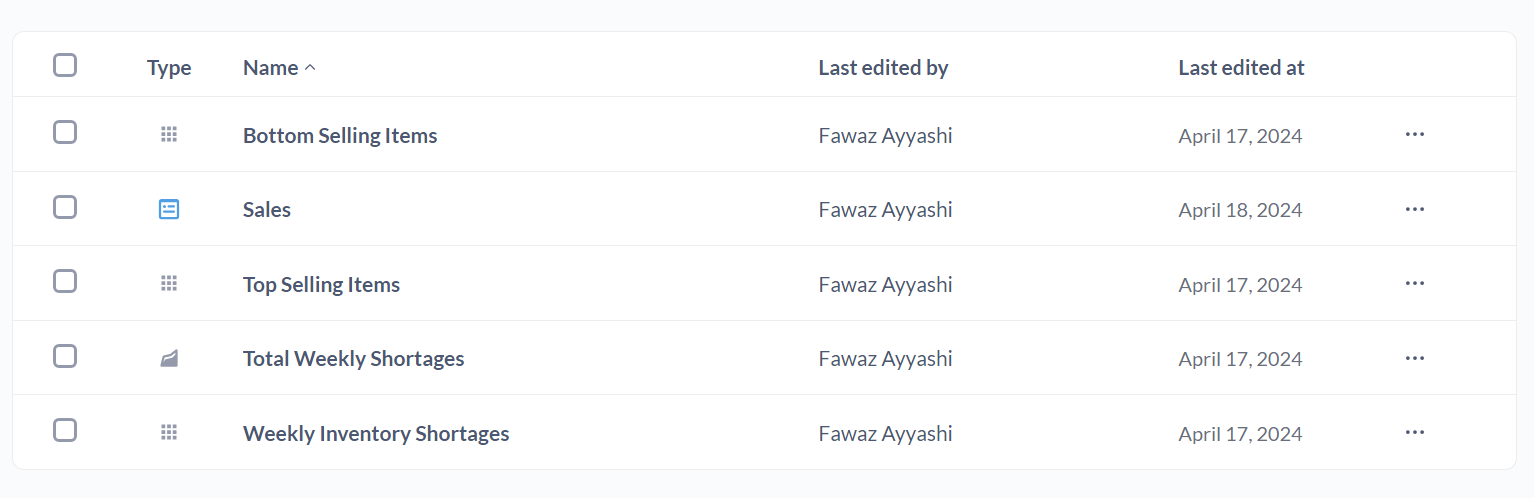 Type Name Last edited by Last edited at
Bottom Selling Items Fawaz Ayyashi April 17, 2024
Sales Fawaz Ayyashi April 18, 2024
Top Selling Items Fawaz Ayyashi April 17, 2024
Total Weekly Shortages Fawaz Ayyashi April 17, 2024
Weekly Inventory Shortages Fawaz Ayyashi April 17, 2024